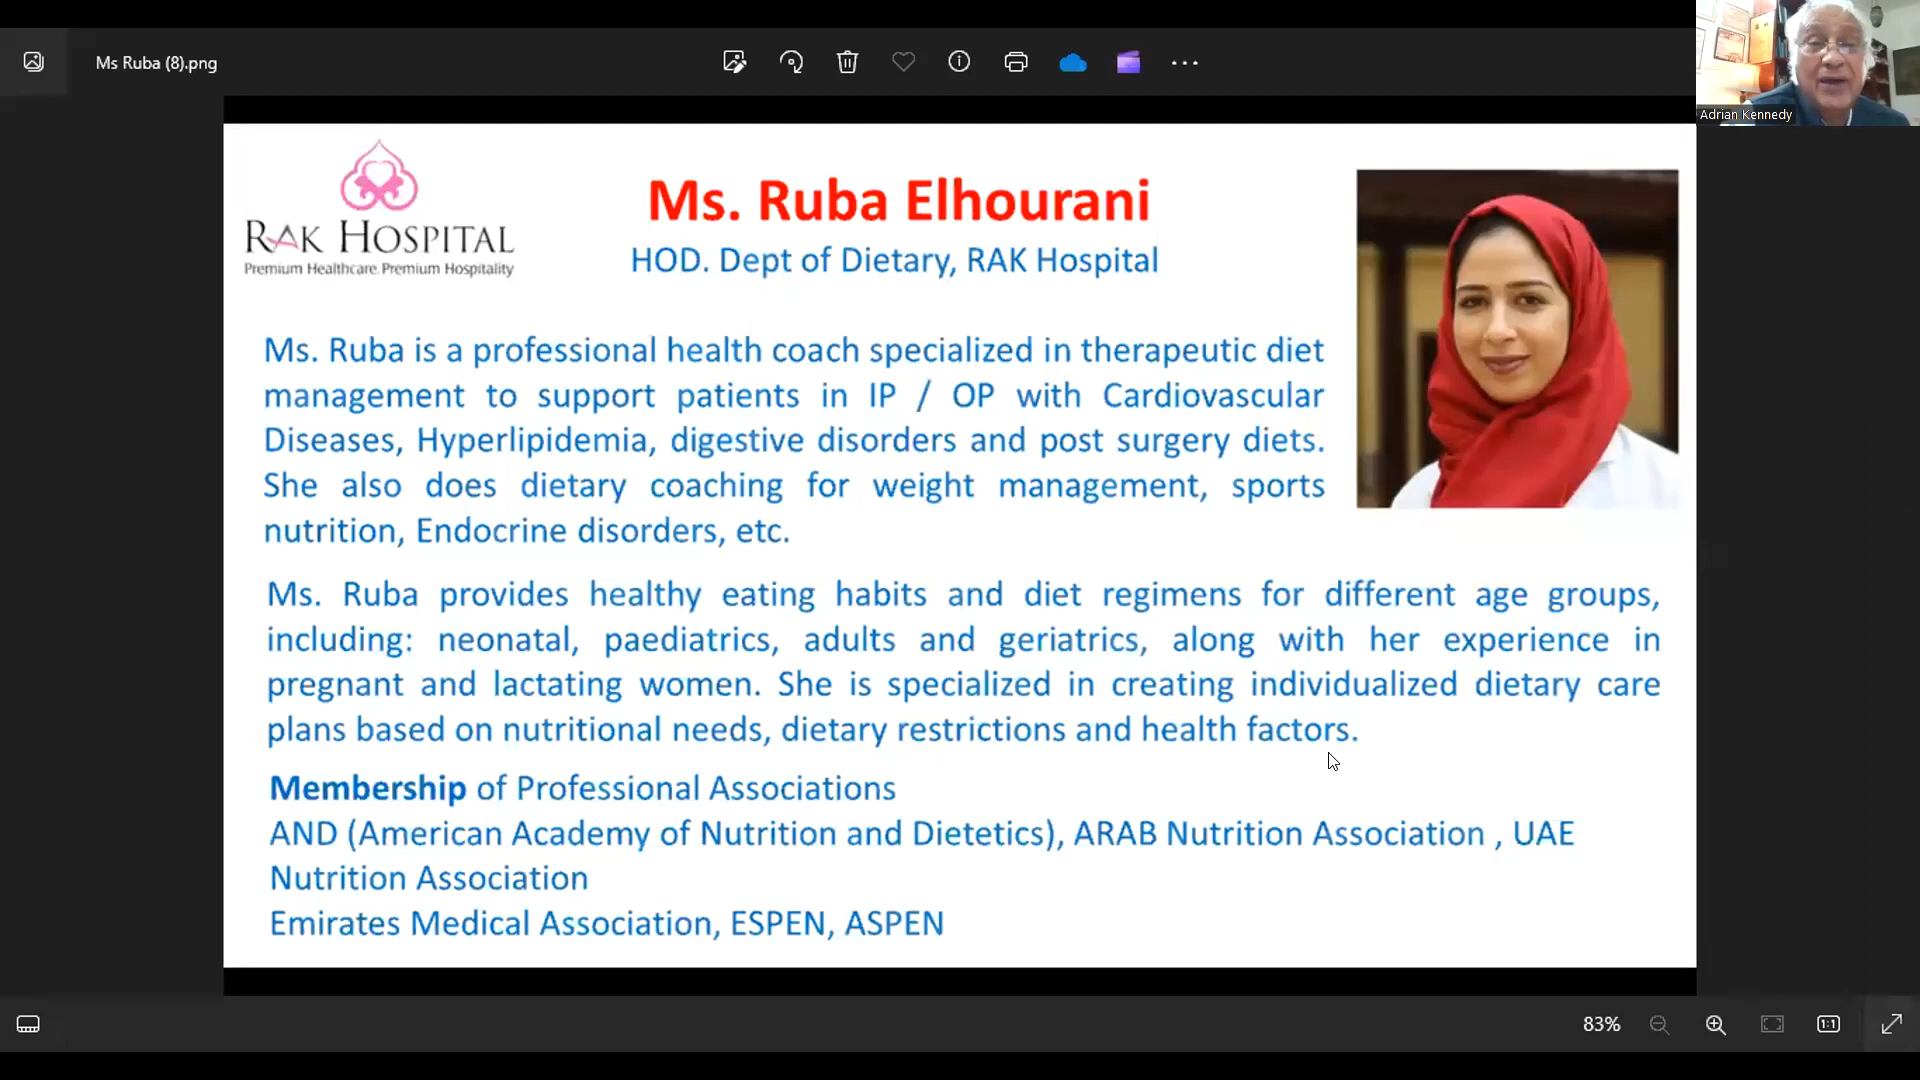 Ms Ruba (8).png
Adrian Kennedy
RAK HOSPITAL
Premium Healthcare. Premium Hospitality
Ms. Ruba Elhourani
HOD. Dept of Dietary, RAK Hospital
Ms. Ruba is a professional health coach specialized in therapeutic diet
management to support patients in IP / OP with Cardiovascular
Diseases, Hyperlipidemia, digestive disorders and post surgery diets.
She also does dietary coaching for weight management, sports
nutrition, Endocrine disorders, etc.
Ms. Ruba provides healthy eating habits and diet regimens for different age groups,
including: neonatal, paediatrics, adults and geriatrics, along with her experience in
pregnant and lactating women. She is specialized in creating individualized dietary care
plans based on nutritional needs, dietary restrictions and health factors.
Membership of Professional Associations
AND (American Academy of Nutrition and Dietetics), ARAB Nutrition Association , UAE
Nutrition Association
Emirates Medical Association, ESPEN, ASPEN
83%
1:1